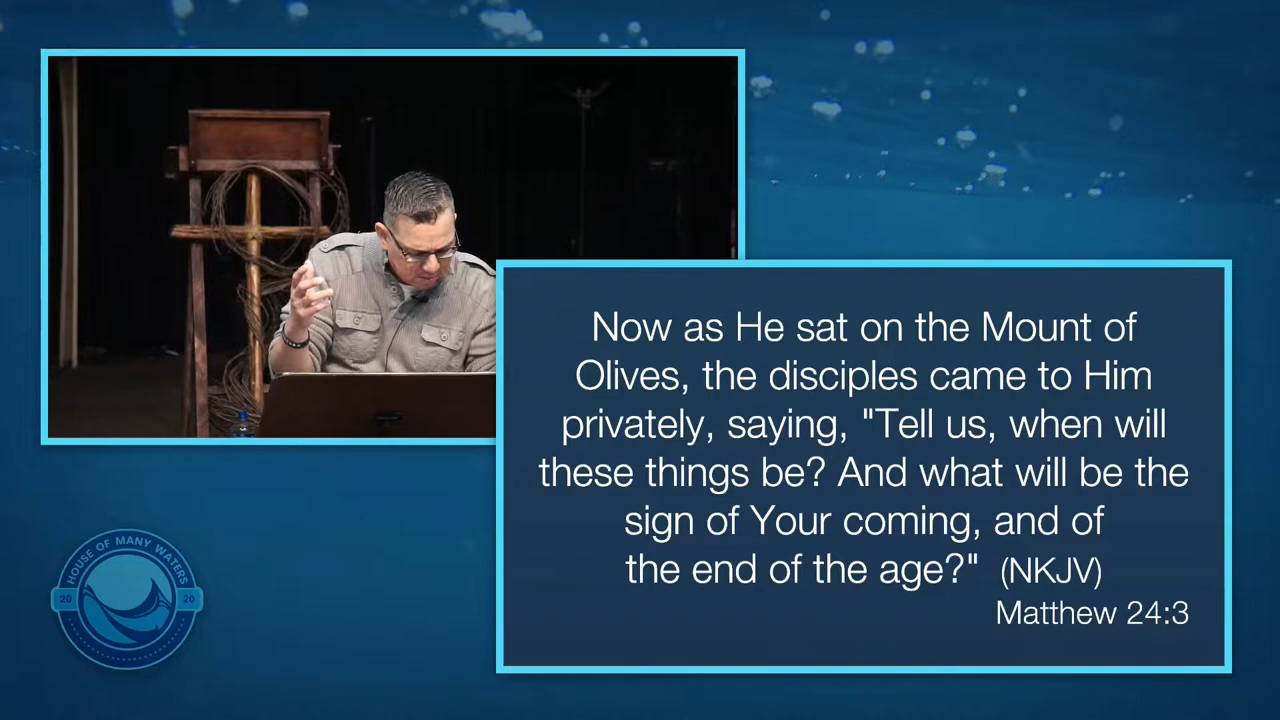 Now as He sat on the Mount of
Olives, the disciples came to Him
privately, saying, "Tell us, when will
these things be? And what will be the
sign of Your coming, and of
the end of the age?" (NKJV)
Matthew 24:3
HOUSE OF MANY WATERS
20 20